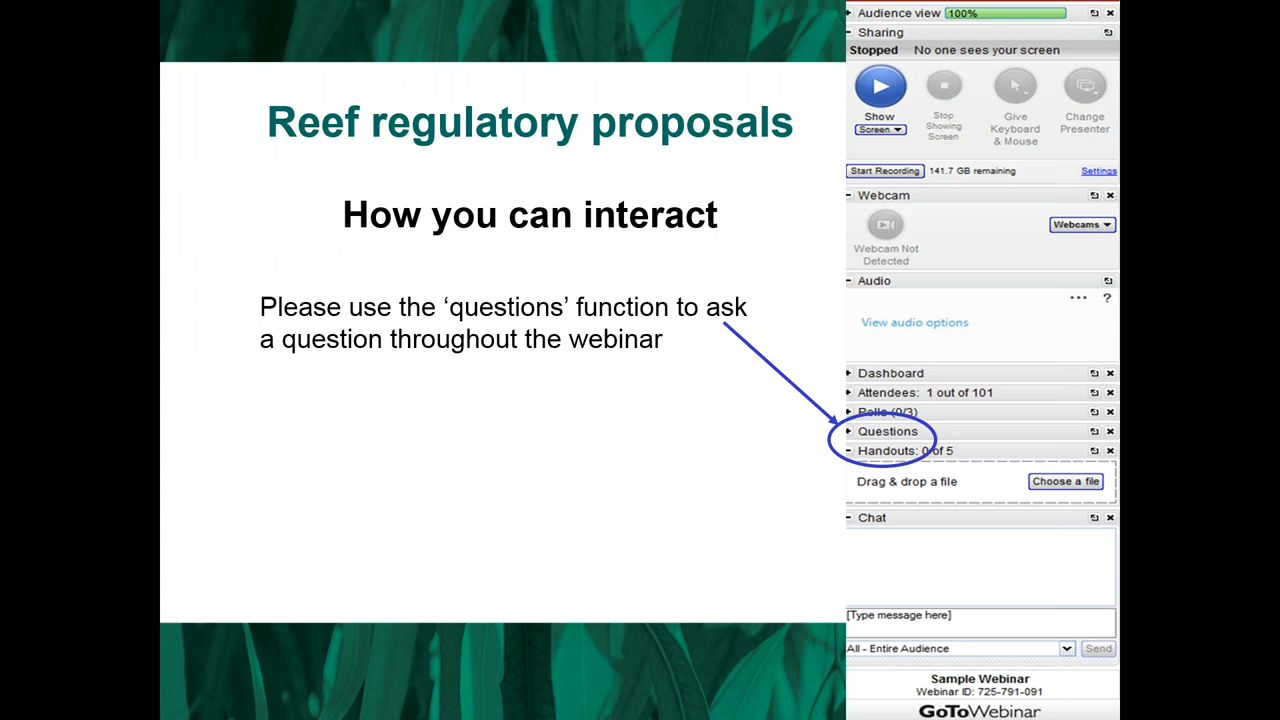 Reef regulatory proposals
How you can interact
Please use the ‘questions’ function to ask
a question throughout the webinar
Audience view 100%
Sharing
Stopped No one sees your screen
Show
Screen
Stop
Showing
Screen
Give
Keyboard
& Mouse
Change
Presenter
Start Recording 141.7 GB remaining Settings
Webcam
Webcam Not
Detected
Webcams
Audio
... ?
View audio options
Dashboard
Attendees: 1 out of 101
Polls (0/3)
Questions
Handouts: 0 of 5
Drag & drop a file Choose a file
Chat
[Type message here]
All - Entire Audience Send
Sample Webinar
Webinar ID: 725-791-091
GoToWebinar